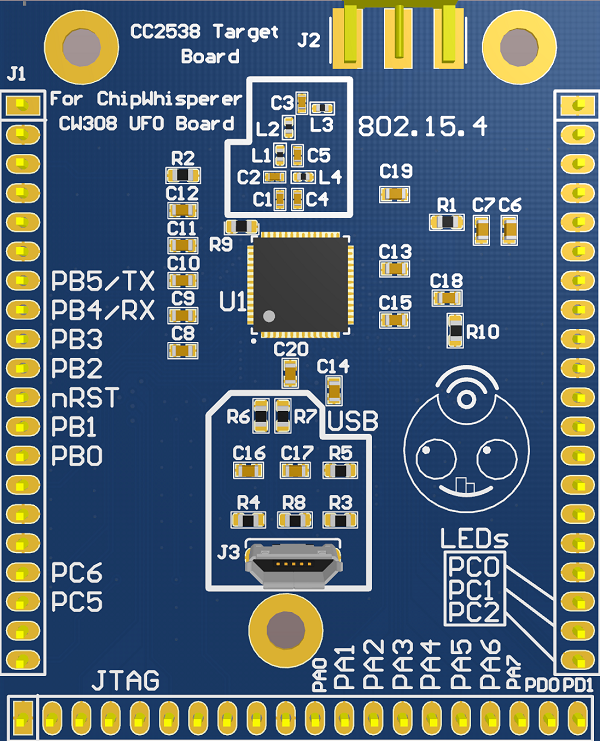 CC2538 Target
Board
J2
J1
For ChipWhisperer
CW308 UFO Board
C3
L3
L2
802.15.4
L1
C5
R2
C2
L4
C19
C12
C1
C4
R1
C7
C6
C11
R9
C13
C10
PB5/TX
C18
PB4/RX
U1
C9
C15
R10
PB3
C8
C20
PB2
C14
nRST
R6
R7
USB
PB1
PB0
C16
C17
R5
R4
R8
R3
LEDs
J3
PC0
PC6
PC1
PC5
PC2
JTAG
PA0
PA1
PA2
PA3
PA4
PA5
PA6
PA7
PD0
PD1